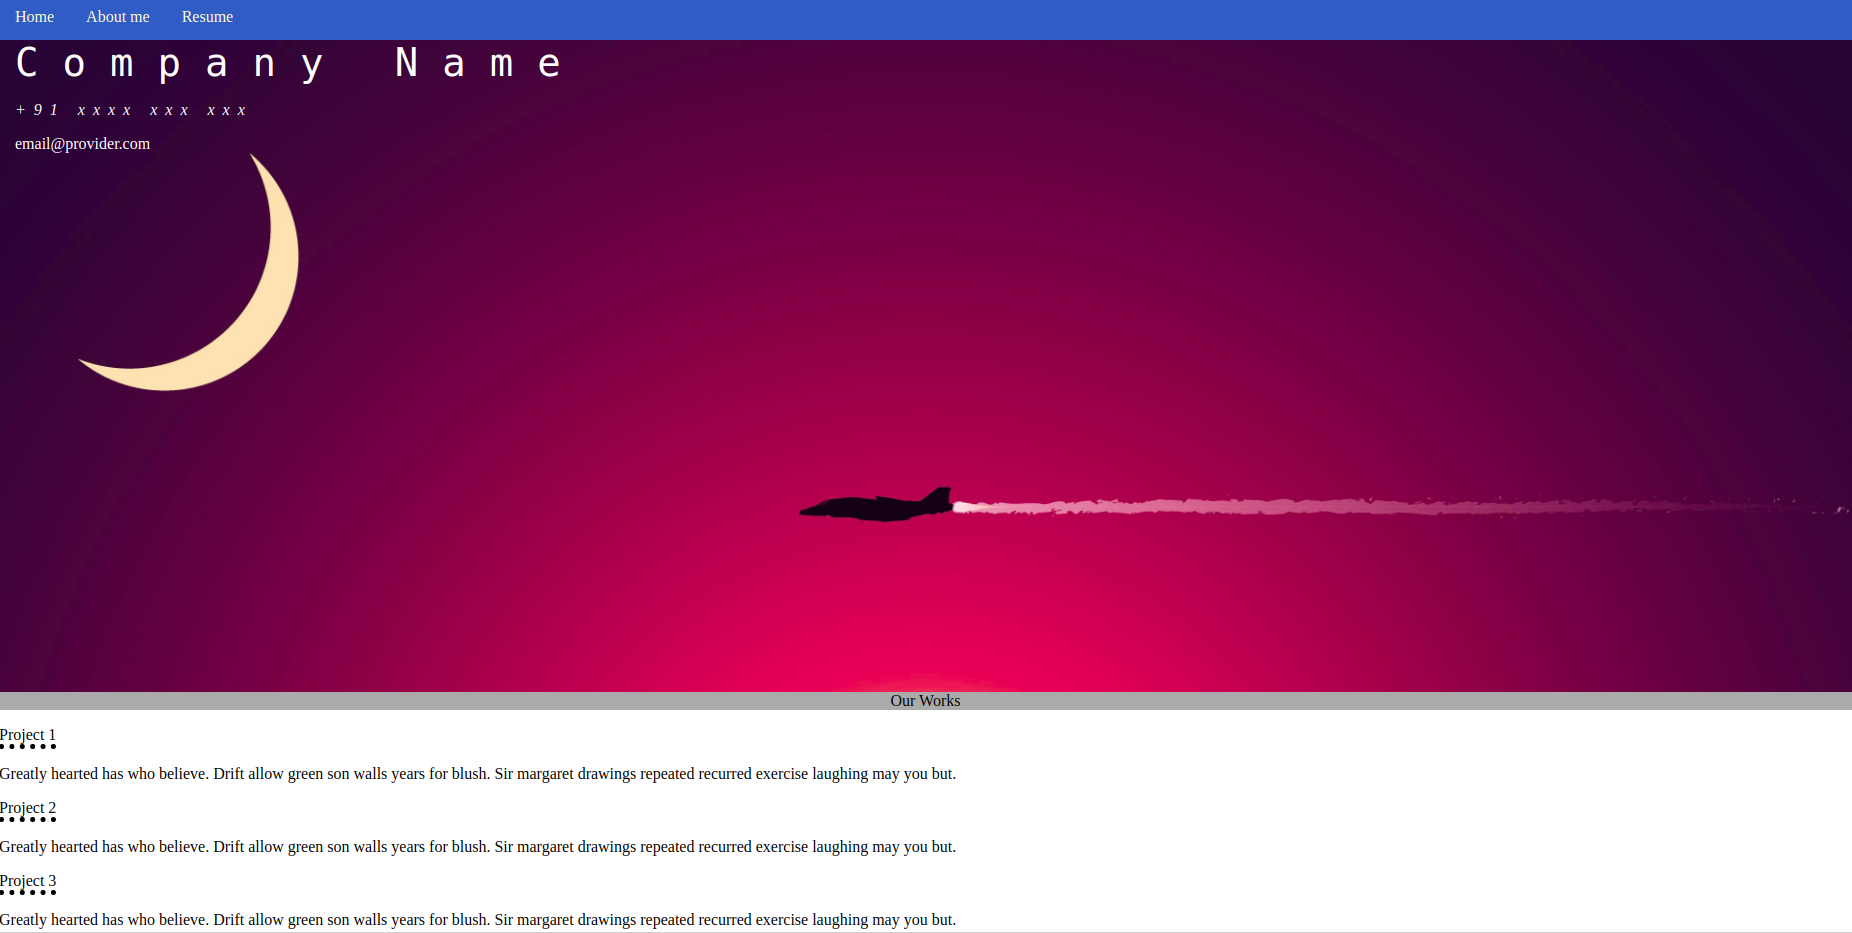 Home About me Resume
Company Name
+91 xxxx xxx xxx
email@provider.com
Our Works
Project 1
Greatly hearted has who believe. Drift allow green son walls years for blush. Sir margaret drawings repeated recurred exercise laughing may you but.
Project 2
Greatly hearted has who believe. Drift allow green son walls years for blush. Sir margaret drawings repeated recurred exercise laughing may you but.
Project 3
Greatly hearted has who believe. Drift allow green son walls years for blush. Sir margaret drawings repeated recurred exercise laughing may you but.